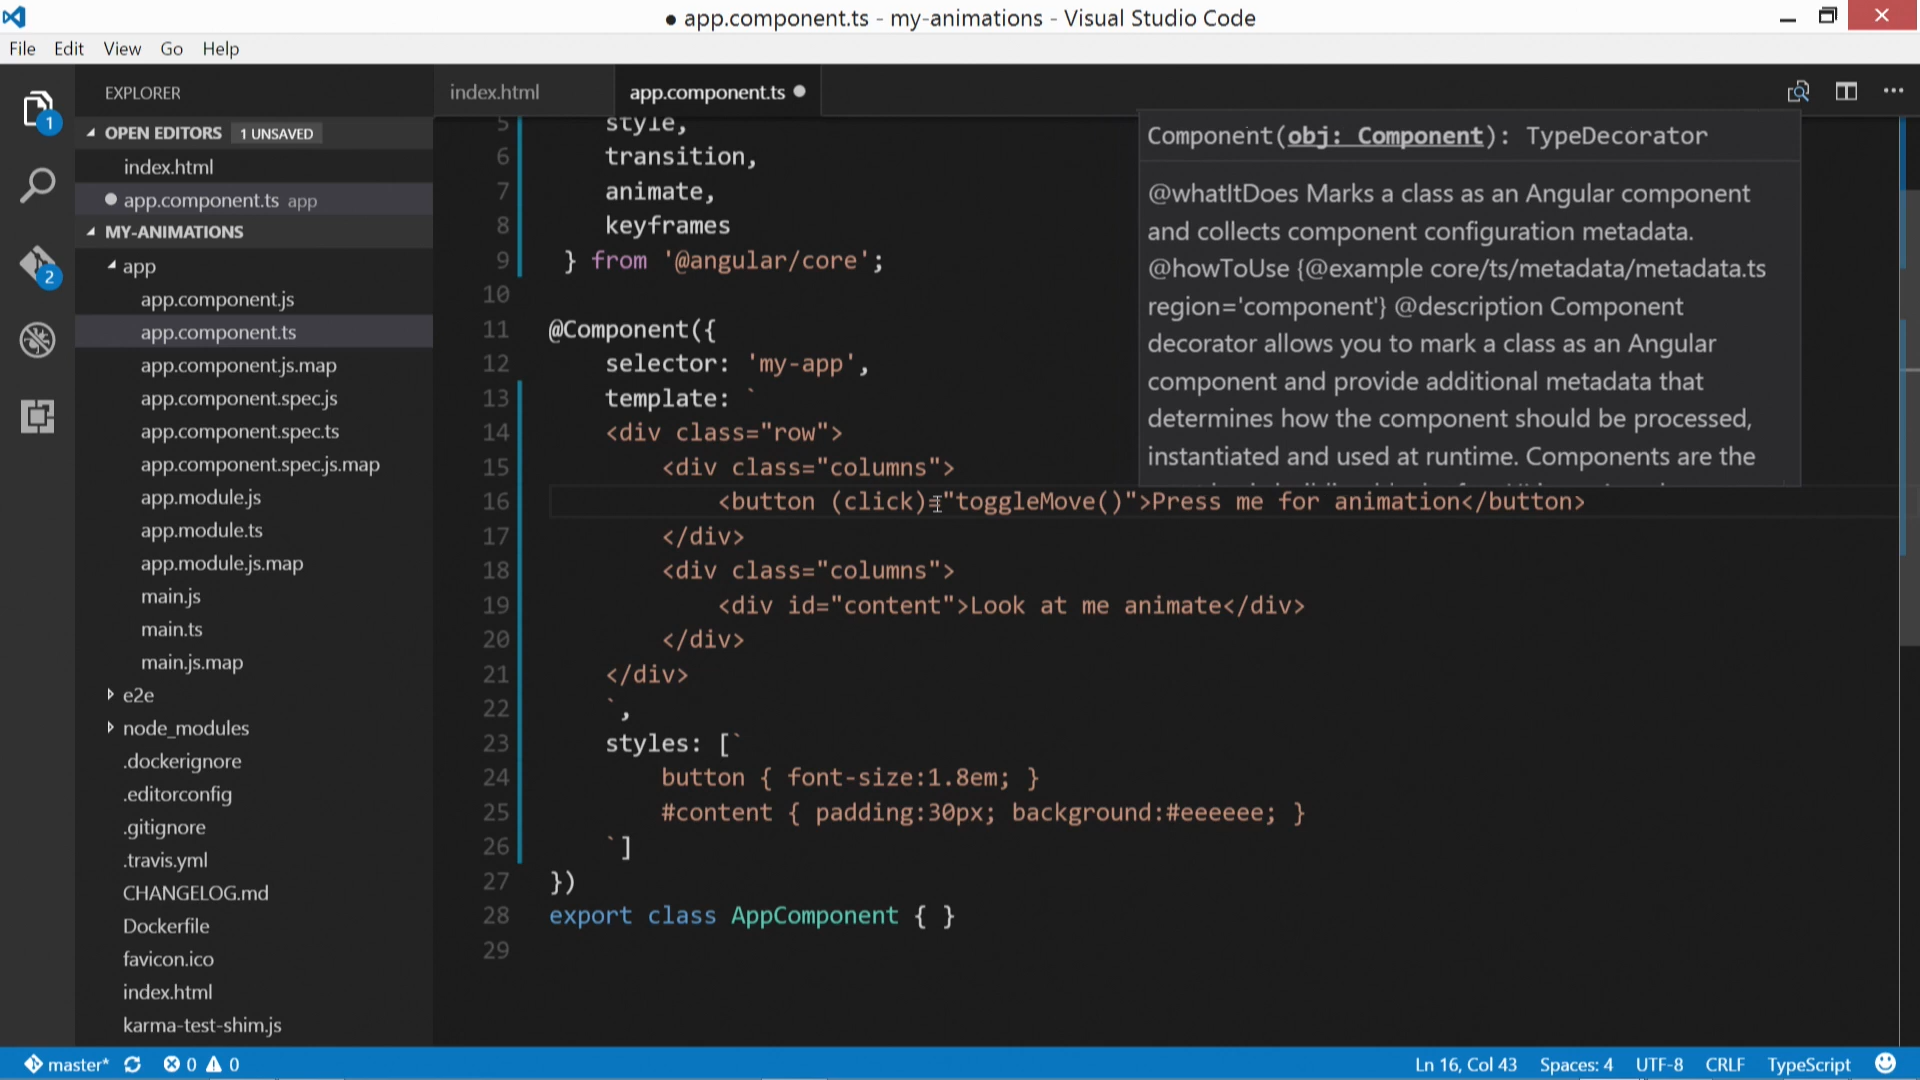 ● app.component.ts - my-animations - Visual Studio Code
File Edit View Go Help
EXPLORER
1
2
OPEN EDITORS 1 UNSAVED
index.html
app.component.ts app
MY-ANIMATIONS
app
app.component.js
app.component.ts
app.component.js.map
app.component.spec.js
app.component.spec.ts
app.component.spec.js.map
app.module.js
app.module.ts
app.module.js.map
main.js
main.ts
main.js.map
e2e
node_modules
.dockerignore
.editorconfig
.gitignore
.travis.yml
CHANGELOG.md
Dockerfile
favicon.ico
index.html
karma-test-shim.js
index.html app.component.ts
5 style,
6 transition,
7 animate,
8 keyframes
9 } from '@angular/core';
10
11 @Component({
12 selector: 'my-app',
13 template: `
14 <div class="row">
15 <div class="columns">
16 <button (click)="toggleMove()">Press me for animation</button>
17 </div>
18 <div class="columns">
19 <div id="content">Look at me animate</div>
20 </div>
21 </div>
22 `,
23 styles: [`
24 button { font-size:1.8em; }
25 #content { padding:30px; background:#eeeeee; }
26 `]
27 })
28 export class AppComponent { }
29
Component(obj: Component): TypeDecorator
@whatItDoes Marks a class as an Angular component
and collects component configuration metadata.
@howToUse {@example core/ts/metadata/metadata.ts
region='component'} @description Component
decorator allows you to mark a class as an Angular
component and provide additional metadata that
determines how the component should be processed,
instantiated and used at runtime. Components are the
master* 0 0 Ln 16, Col 43 Spaces: 4 UTF-8 CRLF TypeScript